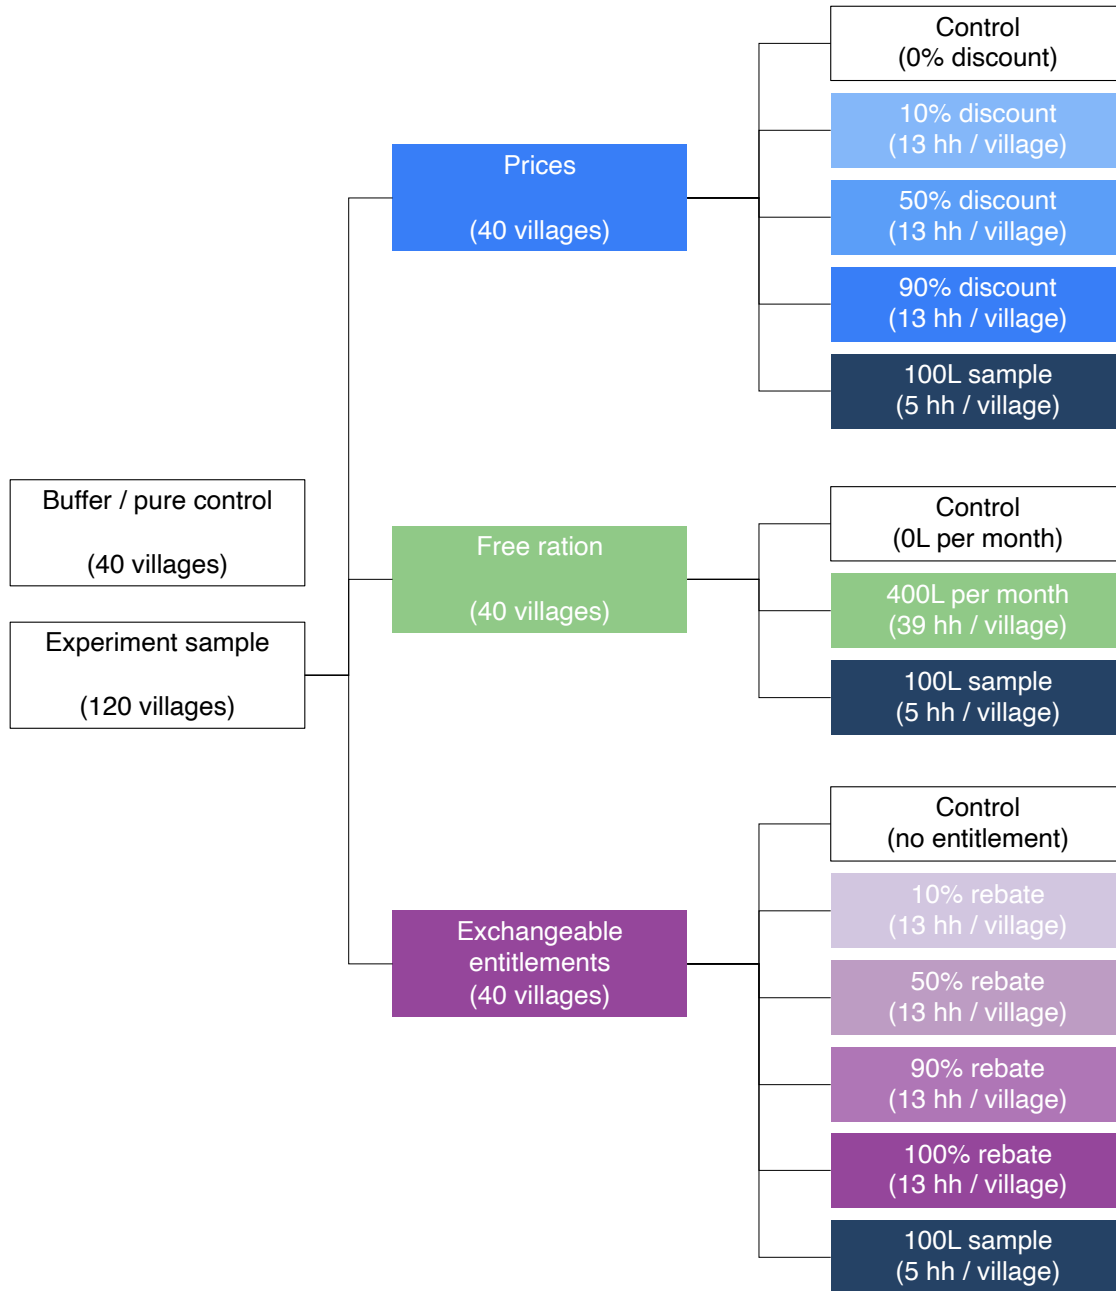 Buffer / pure control
(40 villages)
Experiment sample
(120 villages)
Prices
(40 villages)
Control
(0% discount)
10% discount
(13 hh / village)
50% discount
(13 hh / village)
90% discount
(13 hh / village)
100L sample
(5 hh / village)
Free ration
(40 villages)
Control
(0L per month)
400L per month
(39 hh / village)
100L sample
(5 hh / village)
Exchangeable
entitlements
(40 villages)
Control
(no entitlement)
10% rebate
(13 hh / village)
50% rebate
(13 hh / village)
90% rebate
(13 hh / village)
100% rebate
(13 hh / village)
100L sample
(5 hh / village)